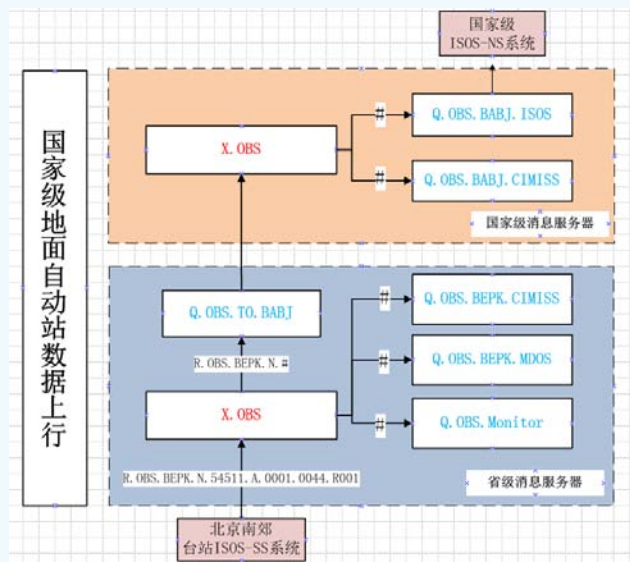 国家级
ISOS-NS系统
国家级地面自动站数据上行
X.OBS
#
Q.OBS.BABJ.ISOS
#
Q.OBS.BABJ.CIMISS
国家级消息服务器
Q.OBS.TO.BABJ
#
Q.OBS.BEPK.CIMISS
R.OBS.BEPK.N.#
#
Q.OBS.BEPK.MDOS
X.OBS
#
Q.OBS.Monitor
R.OBS.BEPK.N.54511.A.0001.0044.R001
省级消息服务器
北京南郊
台站ISOS-SS系统